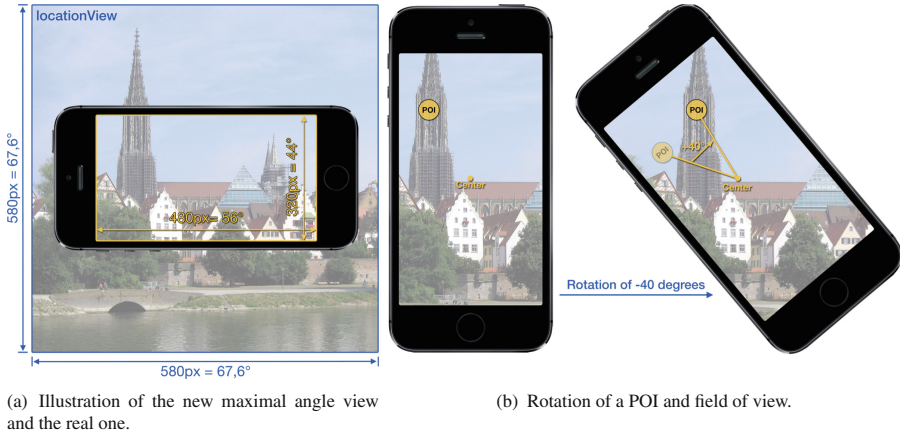 locationView
580px = 67,6°
480px= 56°
320px = 44°
580px = 67,6°
(a) Illustration of the new maximal angle view
and the real one.
POI
Center
Rotation of -40 degrees
POI
POI
+40°
Center
(b) Rotation of a POI and field of view.